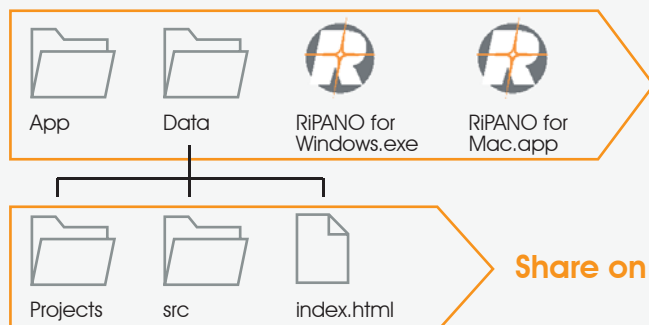 App
Data
RiPANO for
Windows.exe
RiPANO for
Mac.app
Projects
src
index.html
Share on